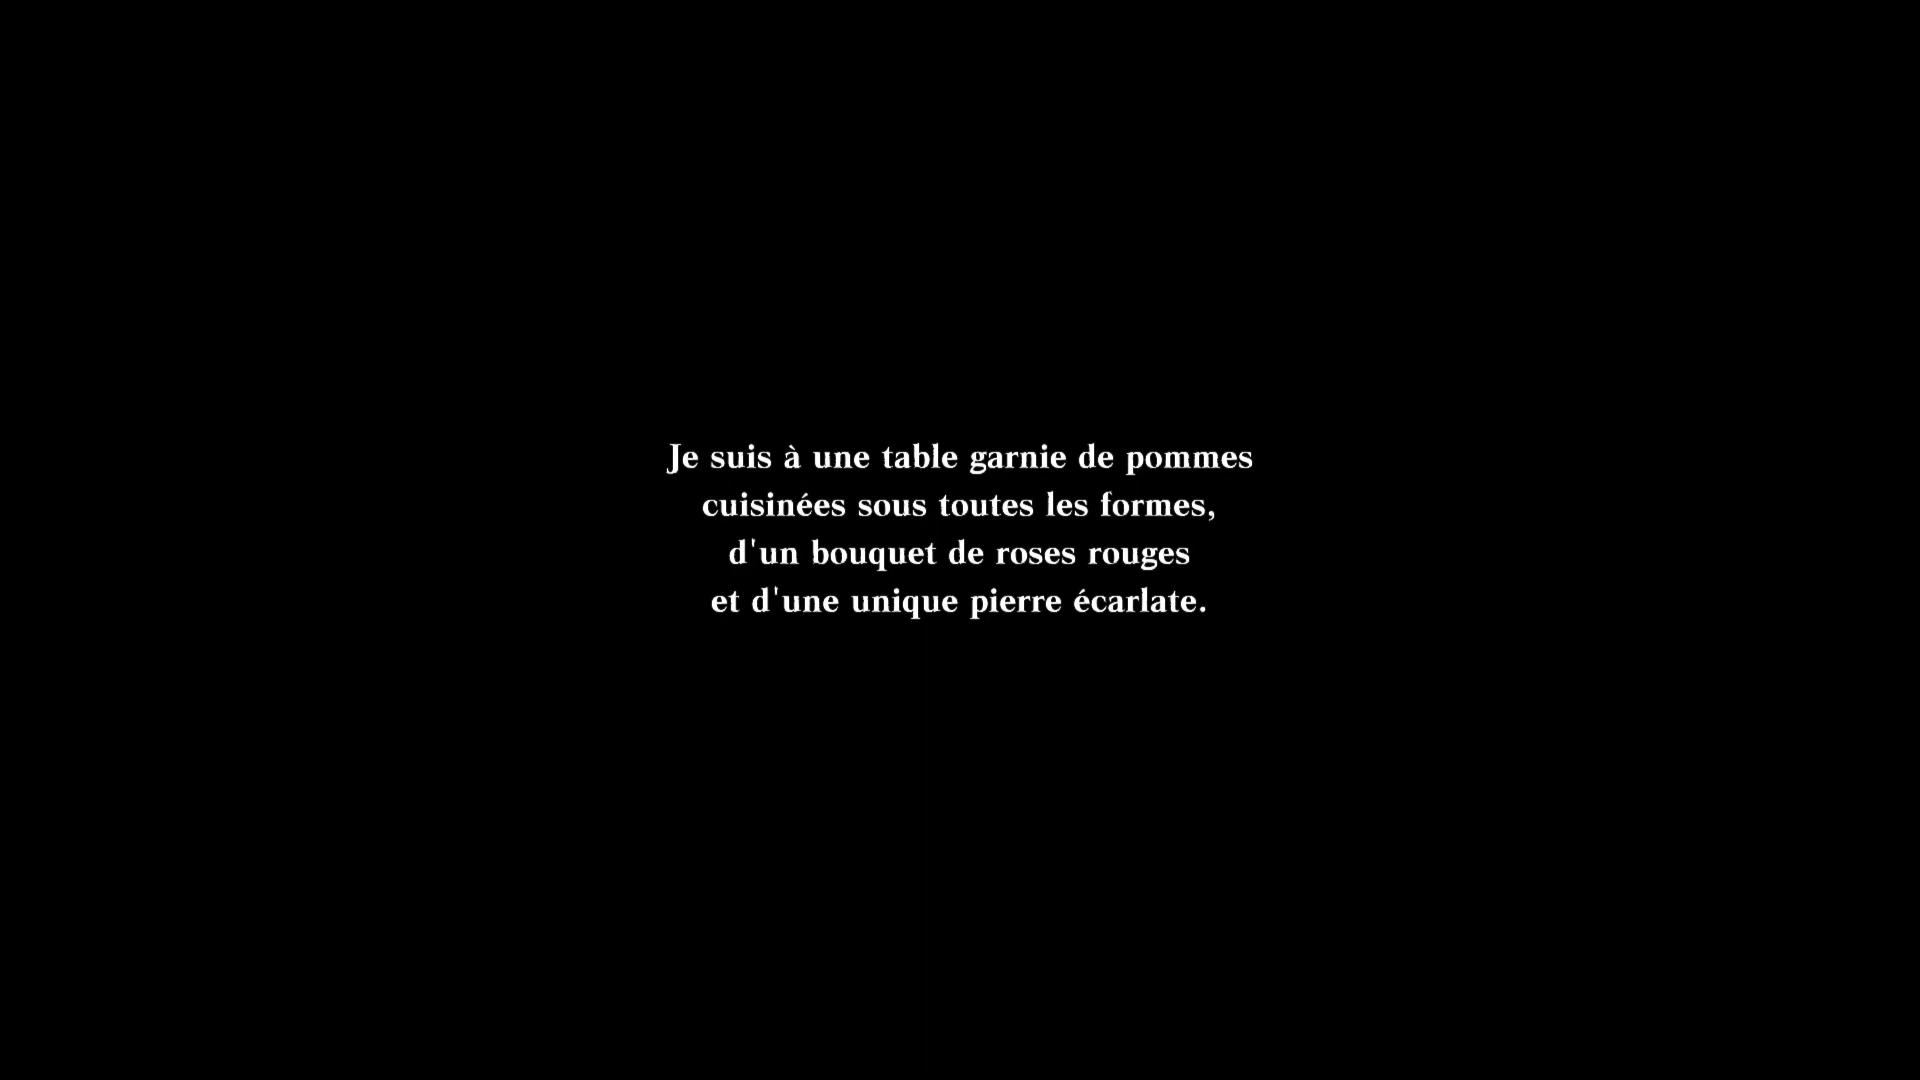 Je suis à une table garnie de pommes
cuisinées sous toutes les formes,
d'un bouquet de roses rouges
et d'une unique pierre écarlate.